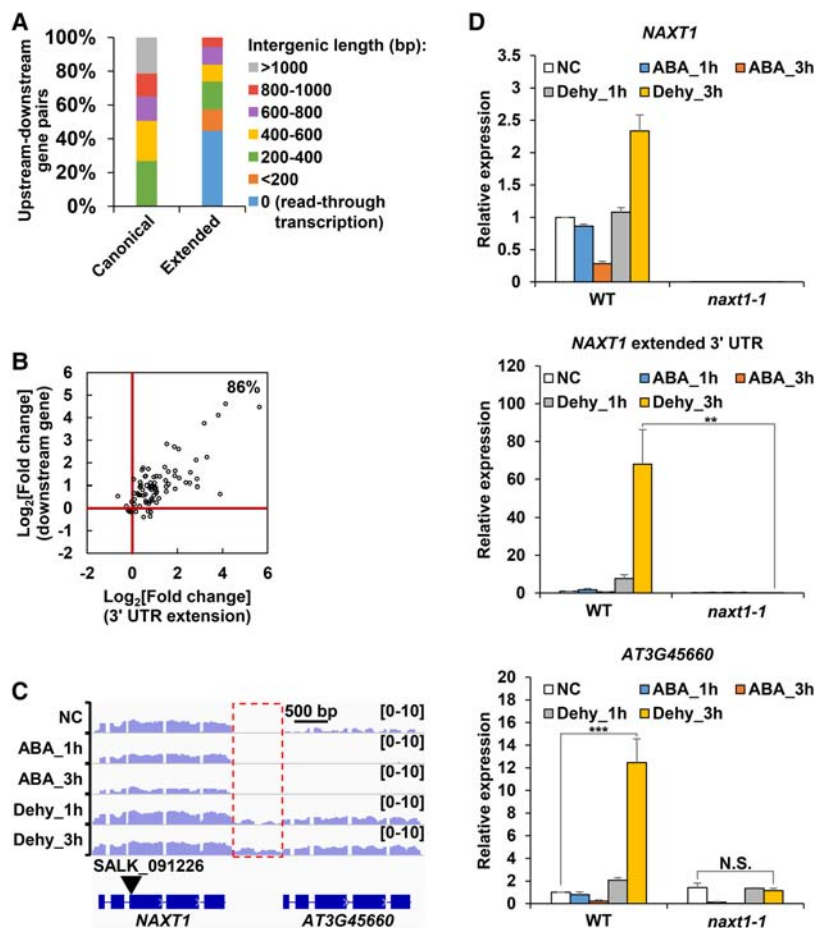 A
Upstream-downstream
gene pairs
100%
80%
60%
40%
20%
0%
Canonical
Extended
Intergenic length (bp):
>1000
800-1000
600-800
400-600
200-400
<200
0 (read-through
transcription)
B
Log2[Fold change]
(downstream gene)
6
5
4
3
2
1
0
-1
-2
86%
-2 0 2 4 6
Log2[Fold change]
(3' UTR extension)
C
NC
ABA_1h
ABA_3h
Dehy_1h
Dehy_3h
500 bp
[0-10]
[0-10]
[0-10]
[0-10]
[0-10]
SALK_091226
NAXT1 AT3G45660
D
NAXT1
NC ABA_1h ABA_3h
Dehy_1h Dehy_3h
Relative expression
3.5
3
2.5
2
1.5
1
0.5
0
WT naxt1-1
NAXT1 extended 3' UTR
NC ABA_1h ABA_3h
Dehy_1h Dehy_3h
Relative expression
120
100
80
60
40
20
0
**
WT naxt1-1
AT3G45660
NC ABA_1h ABA_3h
Dehy_1h Dehy_3h
Relative expression
20
18
16
14
12
10
8
6
4
2
0
***
N.S.
WT naxt1-1